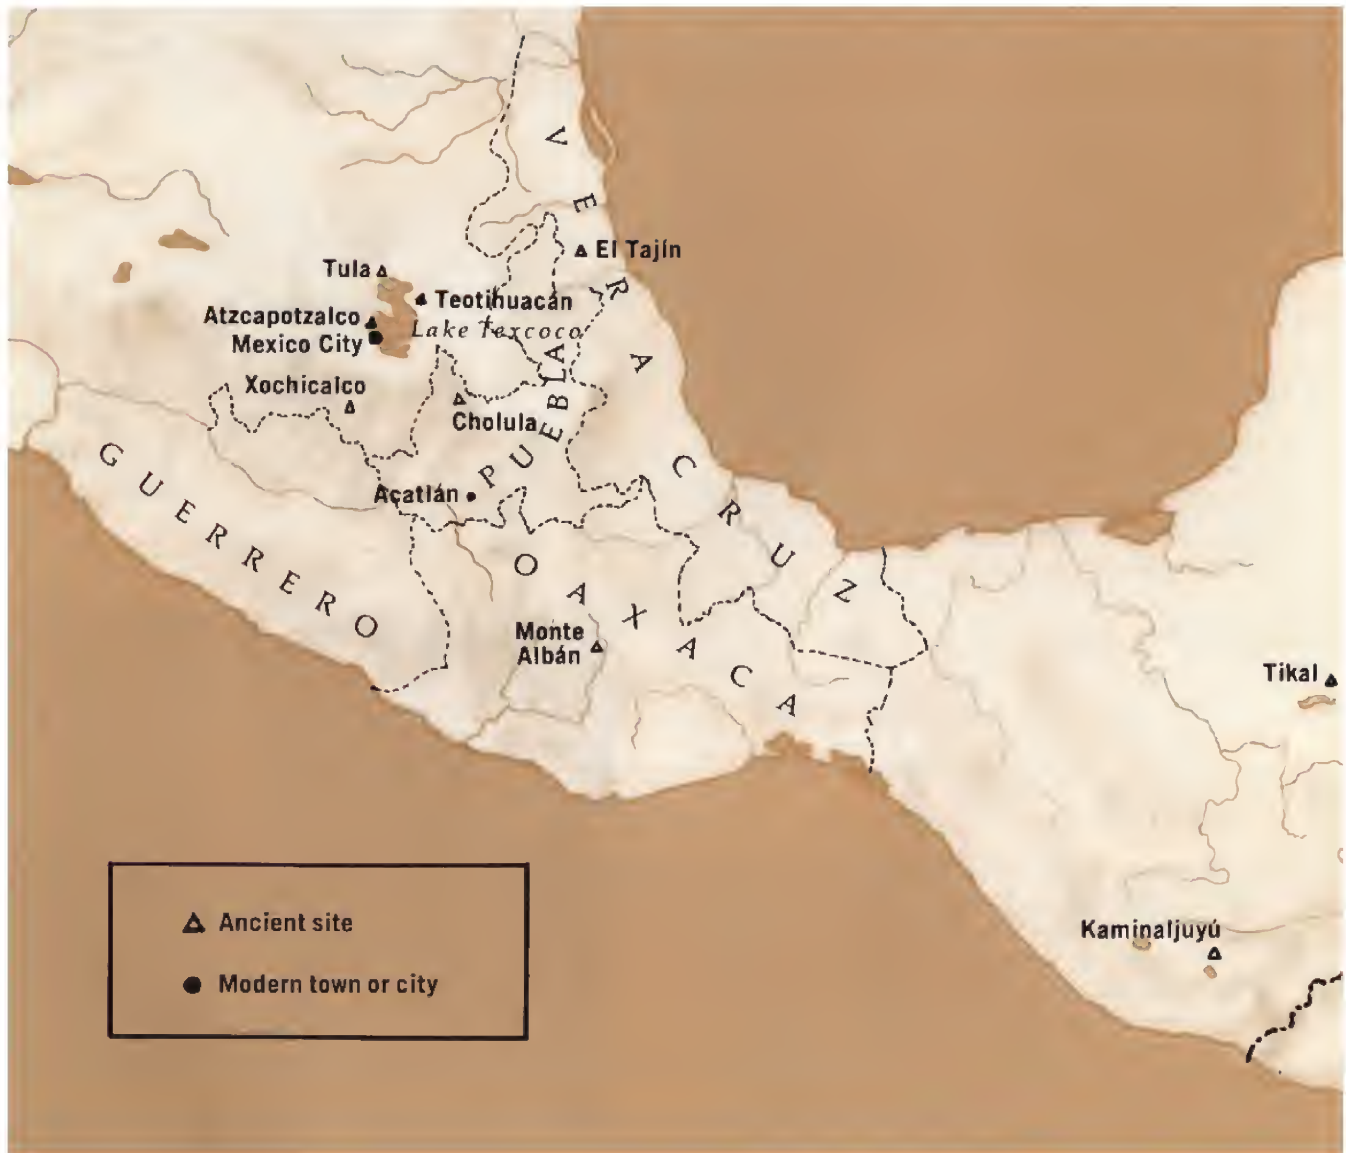 VERACRUZ
El Tajín
Tula
Teotihuacán
Atzcapotzalco
Lake Texcoco
Mexico City
PUEBLA
Xochicalco
Cholula
GUERRERO
Acatlán
OAXACA
Monte
Albán
Tikal
Kaminaljuyú
Ancient site
Modern town or city